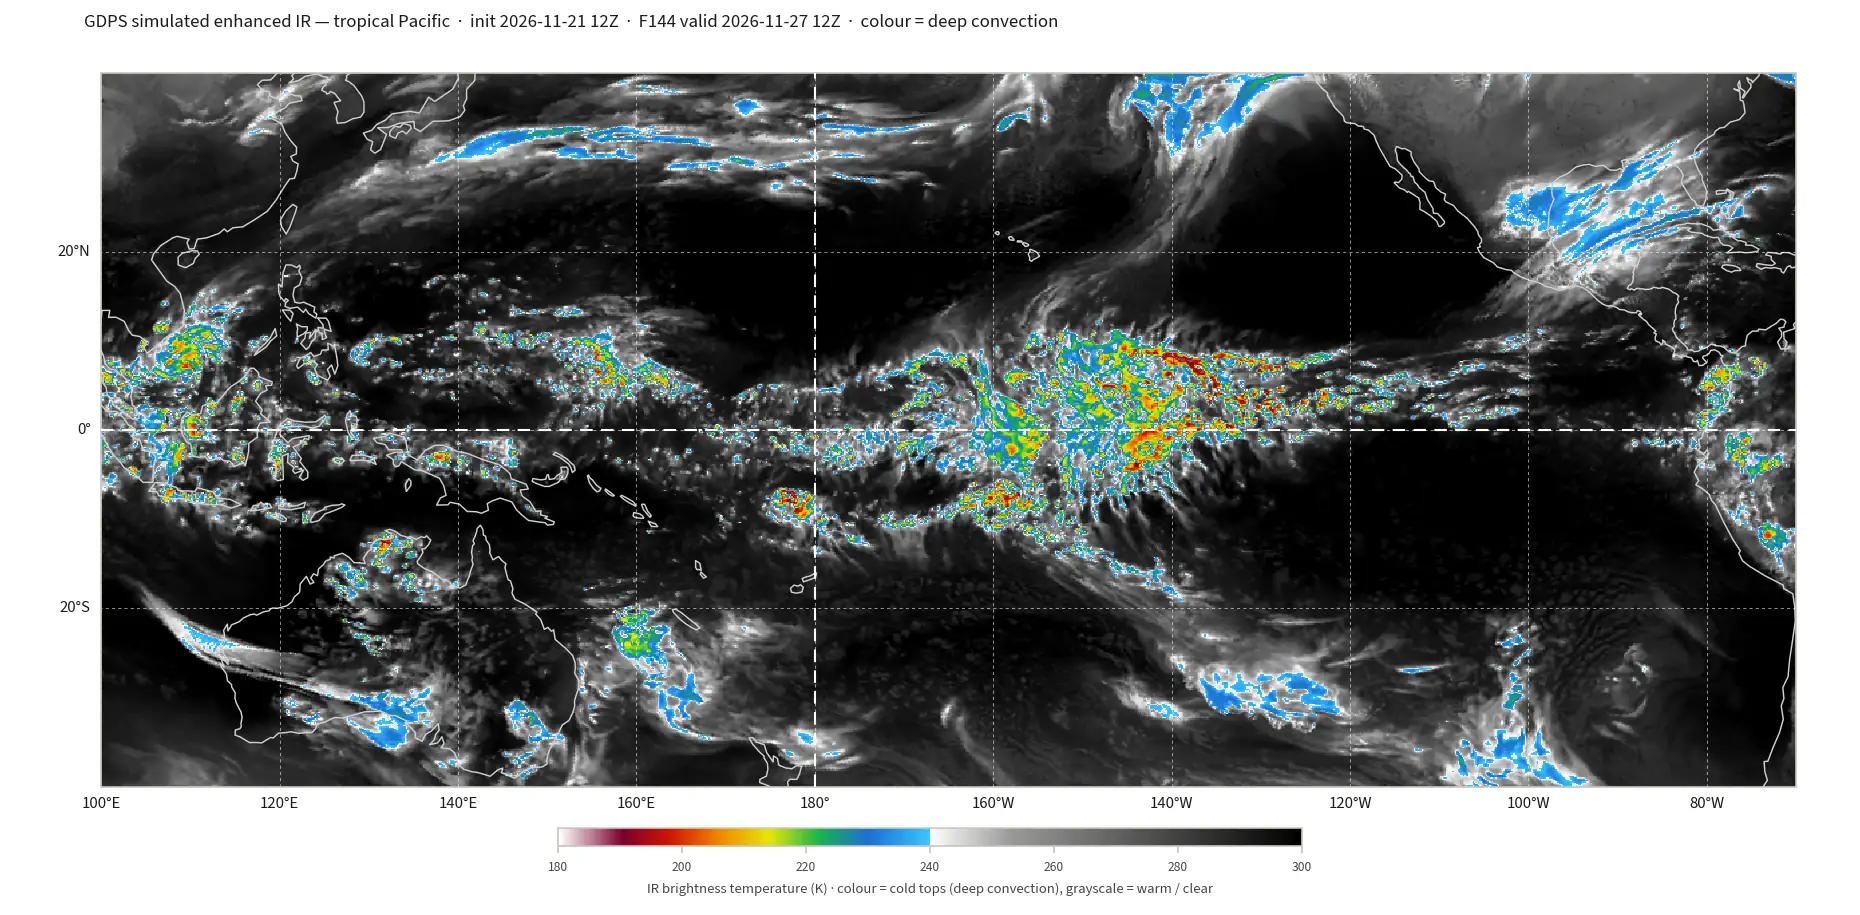 GDPS simulated enhanced IR — tropical Pacific · init 2026-11-21 12Z · F144 valid 2026-11-27 12Z · colour = deep convection
20°N
0°
20°S
100°E 120°E 140°E 160°E 180° 160°W 140°W 120°W 100°W 80°W
180 200 220 240 260 280 300
IR brightness temperature (K) · colour = cold tops (deep convection), grayscale = warm / clear